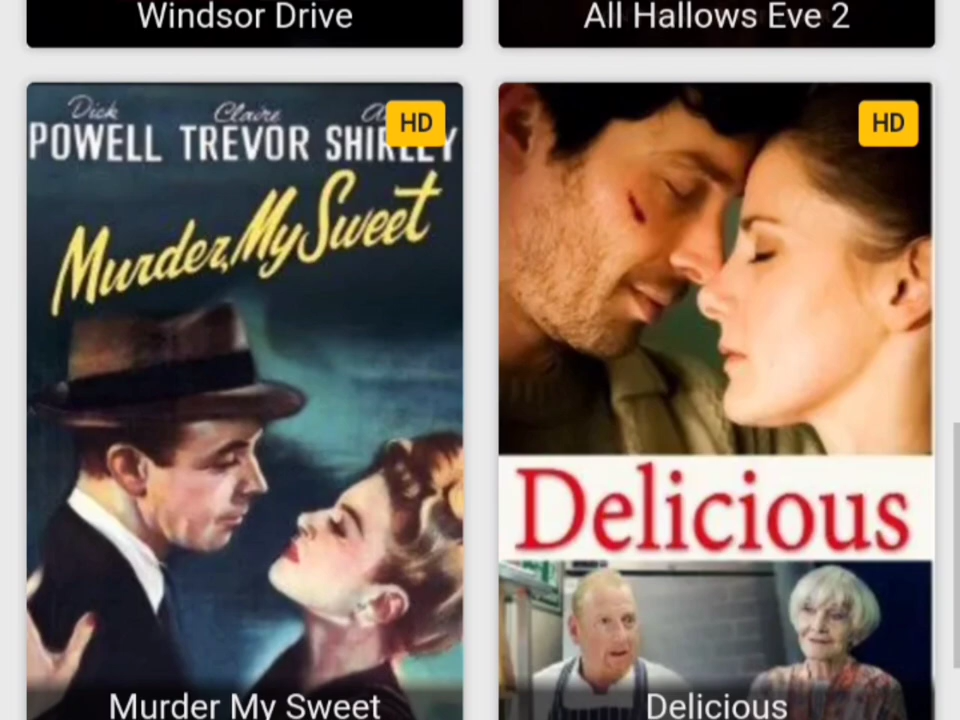 Windsor Drive
All Hallows Eve 2
Dick Claire
POWELL TREVOR SHIRLEY
HD
Murder, My Sweet
Murder My Sweet
HD
Delicious
Delicious